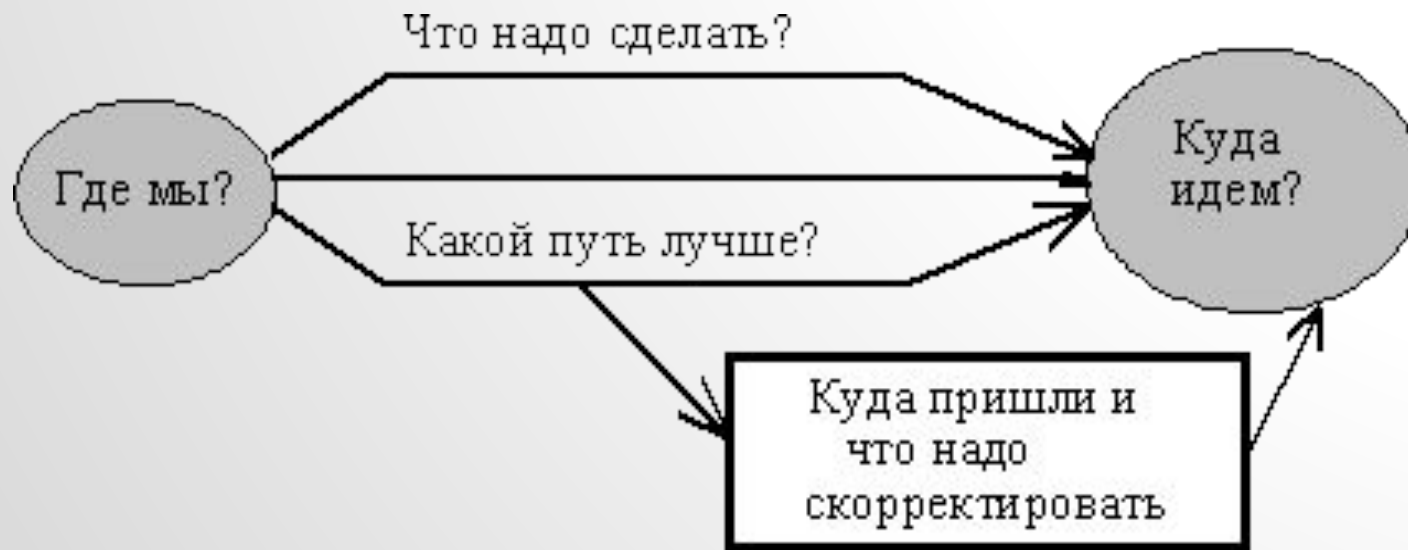 Что надо сделать?
Где мы?
Куда
идем?
Какой путь лучше?
Куда пришли и
что надо
скорректировать